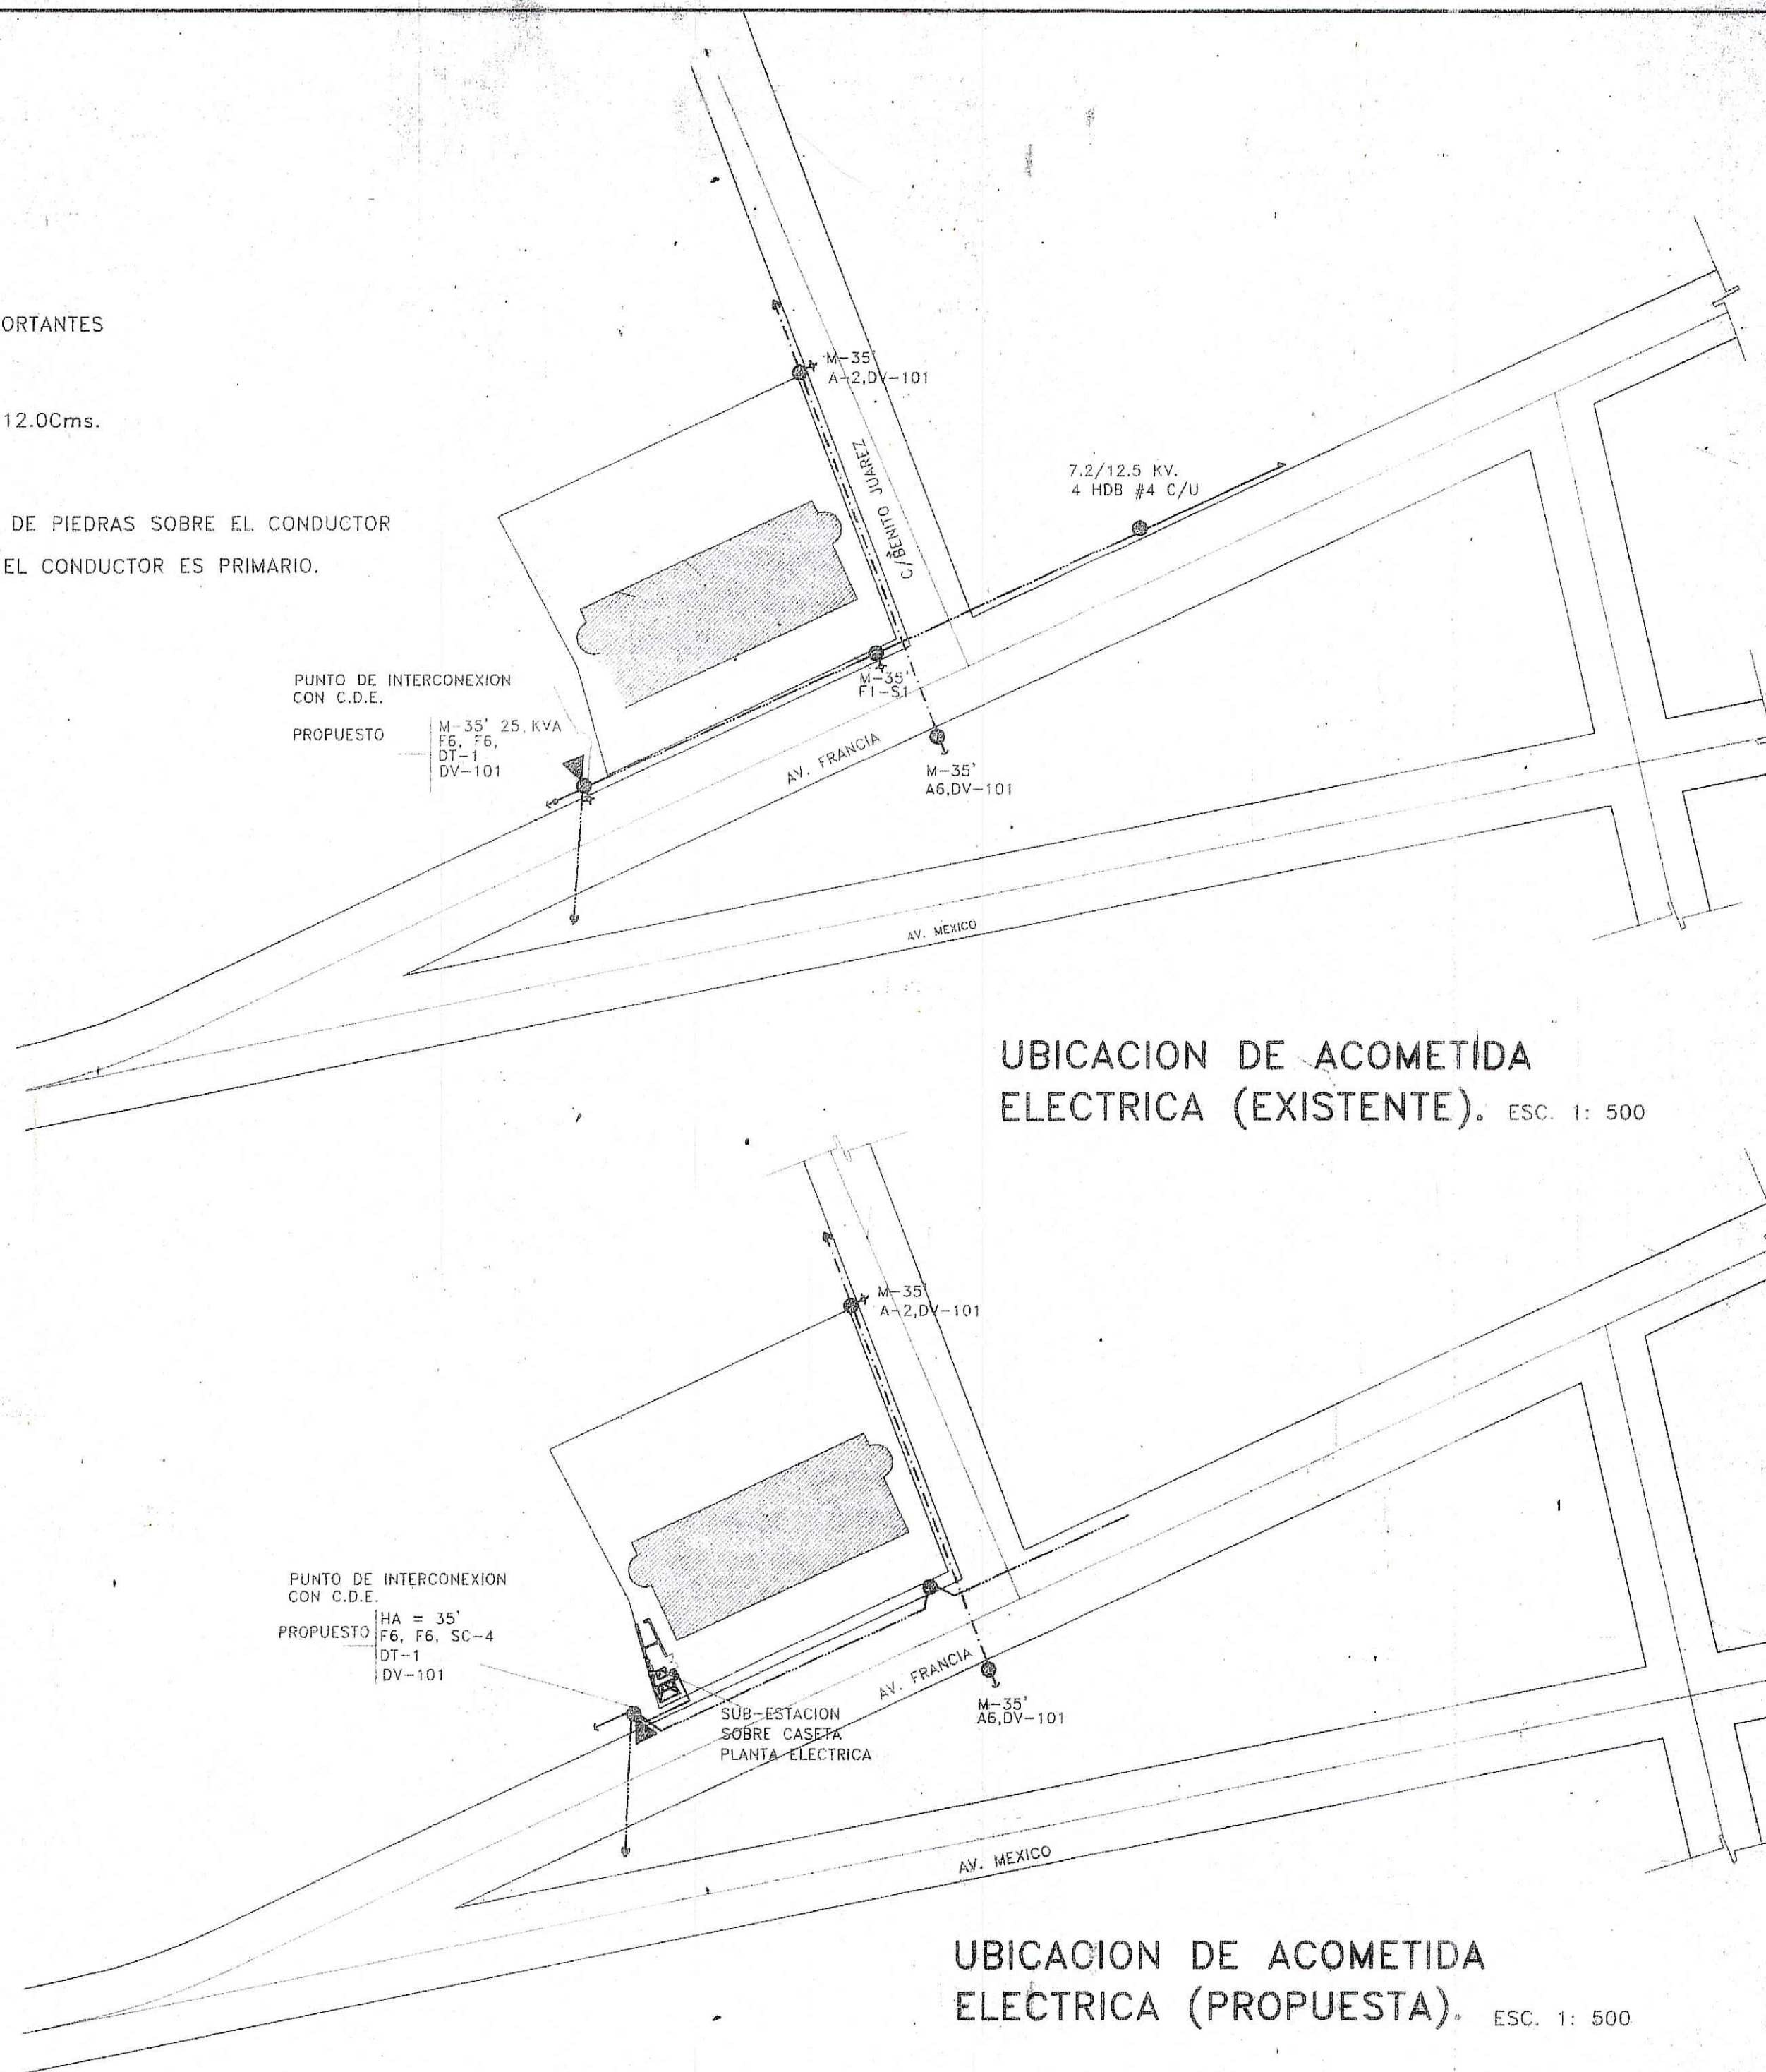 ORTANTES
12.0Cms.
DE PIEDRAS SOBRE EL CONDUCTOR
EL CONDUCTOR ES PRIMARIO.
M-35'
A-2,DV-101
C/BENITO JUAREZ
7.2/12.5 KV.
4 HDB #4 C/U
PUNTO DE INTERCONEXION
CON C.D.E.
PROPUESTO
M-35' 25 KVA
F6, F6,
DT-1
DV-101
M-35'
F1-S1
AV. FRANCIA
M-35'
A6,DV-101
AV. MEXICO
UBICACION DE ACOMETIDA
ELECTRICA (EXISTENTE). ESC. 1: 500
M-35'
A-2,DV-101
PUNTO DE INTERCONEXION
CON C.D.E.
PROPUESTO
HA = 35'
F6, F6, SC-4
DT-1
DV-101
SUB-ESTACION
SOBRE CASETA
PLANTA ELECTRICA
AV. FRANCIA
M-35'
A6,DV-101
AV. MEXICO
UBICACION DE ACOMETIDA
ELECTRICA (PROPUESTA). ESC. 1: 500